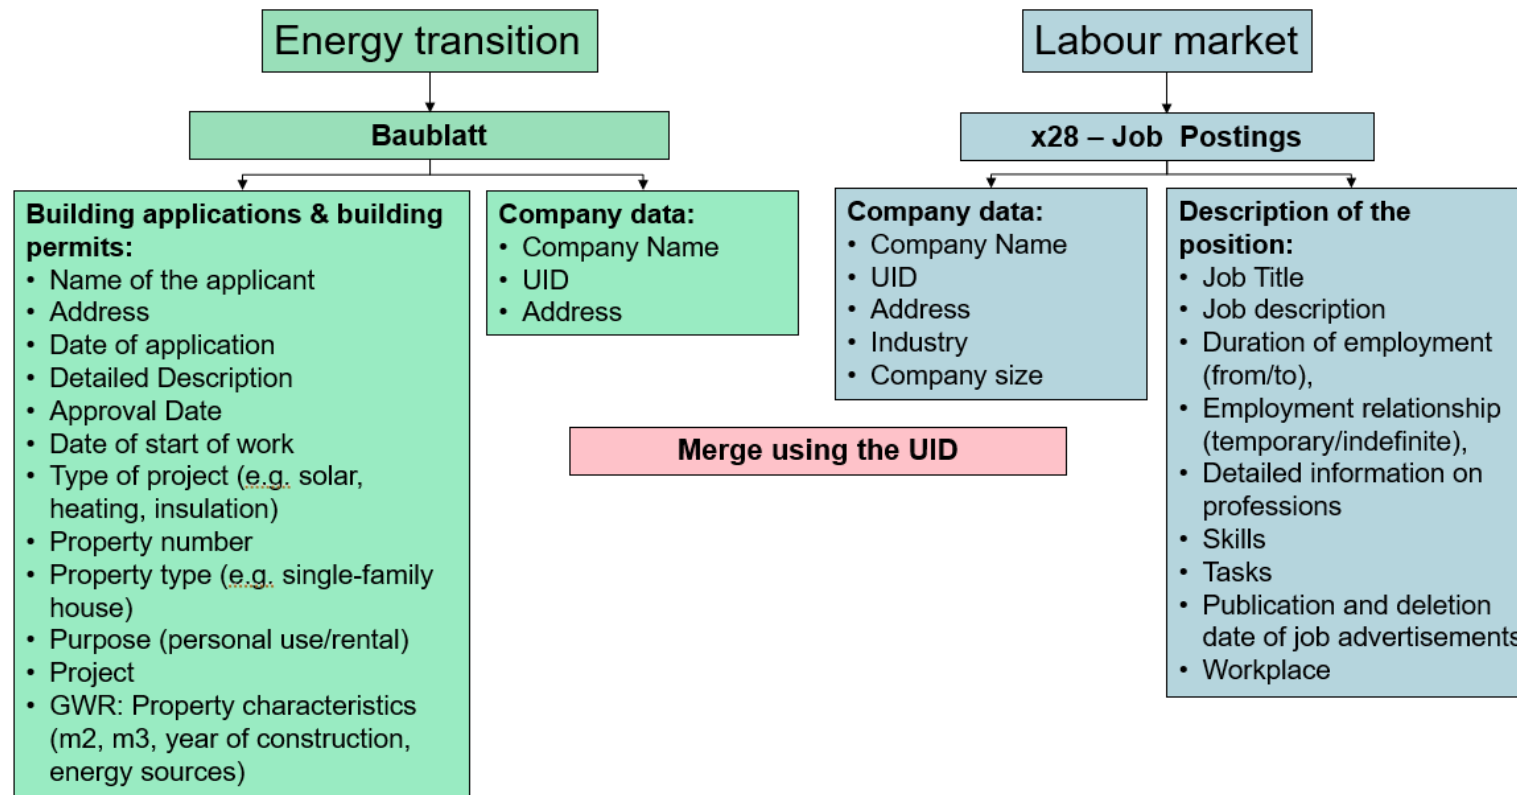 Energy transition
Labour market
Baublatt
x28 – Job Postings
Building applications & building
permits:
• Name of the applicant
• Address
• Date of application
• Detailed Description
• Approval Date
• Date of start of work
• Type of project (e.g. solar,
heating, insulation)
• Property number
• Property type (e.g. single-family
house)
• Purpose (personal use/rental)
• Project
• GWR: Property characteristics
(m2, m3, year of construction,
energy sources)
Company data:
• Company Name
• UID
• Address
Company data:
• Company Name
• UID
• Address
• Industry
• Company size
Description of the
position:
• Job Title
• Job description
• Duration of employment
(from/to),
• Employment relationship
(temporary/indefinite),
• Detailed information on
professions
• Skills
• Tasks
• Publication and deletion
date of job advertisements
• Workplace
Merge using the UID